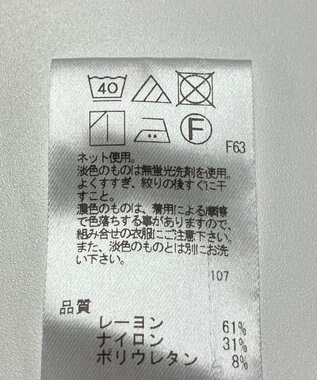 40
F
F63
ネット使用。
淡色のものは無蛍光洗剤を使用。
よくすすぎ、絞りの後すぐに干
すこと。
濃色のものは、着用による摩擦
で色落ちする事がありますので、
組み合せの衣服にご注意下さい。
また、淡色のものとは別にお洗
い下さい。
107
品質
レーヨン 61%
ナイロン 31%
ポリウレタン 8%